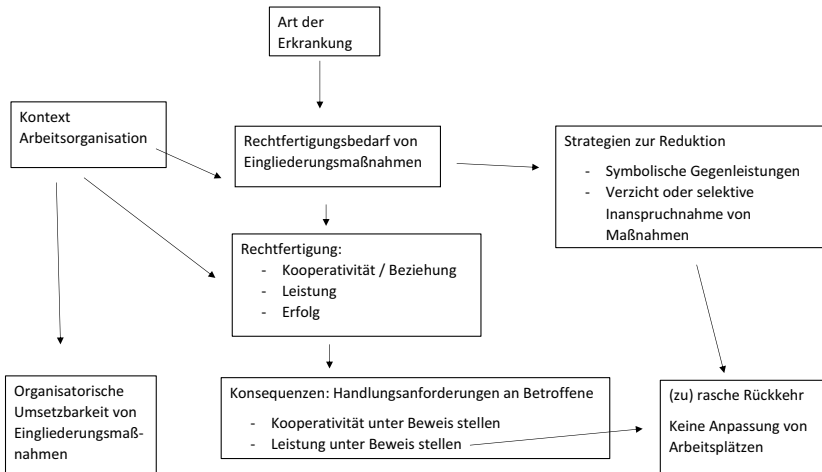 Art der
Erkrankung
Kontext
Arbeitsorganisation
Rechtfertigungsbedarf von
Eingliederungsmaßnahmen
Strategien zur Reduktion
- Symbolische Gegenleistungen
- Verzicht oder selektive
Inanspruchnahme von
Maßnahmen
Rechtfertigung:
- Kooperativität / Beziehung
- Leistung
- Erfolg
Organisatorische
Umsetzbarkeit von
Eingliederungsmaß-
nahmen
Konsequenzen: Handlungsanforderungen an Betroffene
- Kooperativität unter Beweis stellen
- Leistung unter Beweis stellen
(zu) rasche Rückkehr
Keine Anpassung von
Arbeitsplätzen